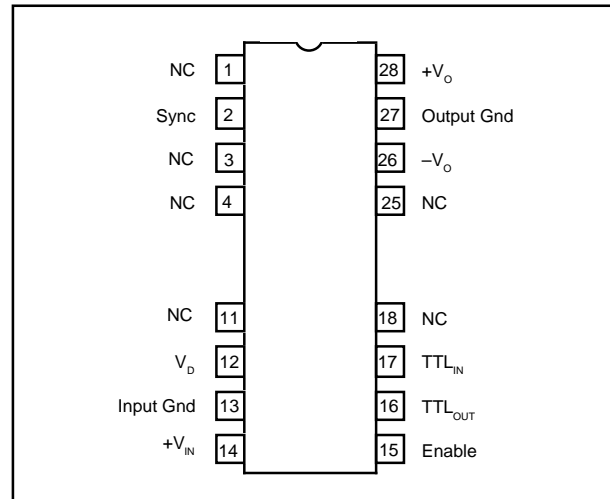 NC 1 28 +V_O
Sync 2 27 Output Gnd
NC 3 26 –V_O
NC 4 25 NC
NC 11 18 NC
V_D 12 17 TTL_IN
Input Gnd 13 16 TTL_OUT
+V_IN 14 15 Enable